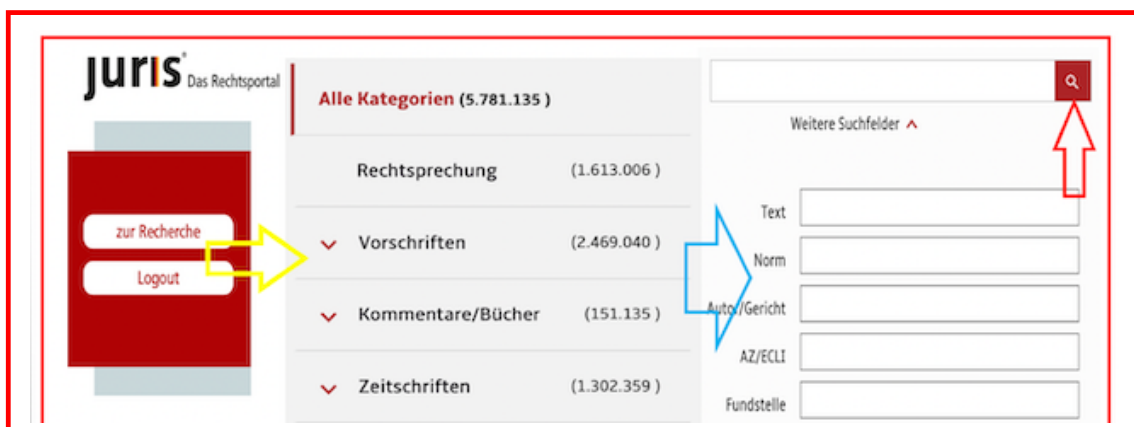 juris Das Rechtsportal
zur Recherche
Logout
Alle Kategorien (5.781.135 )
Rechtsprechung (1.613.006 )
Vorschriften (2.469.040 )
Kommentare/Bücher (151.135 )
Zeitschriften (1.302.359 )
Weitere Suchfelder
Text
Norm
Autor/Gericht
AZ/ECLI
Fundstelle